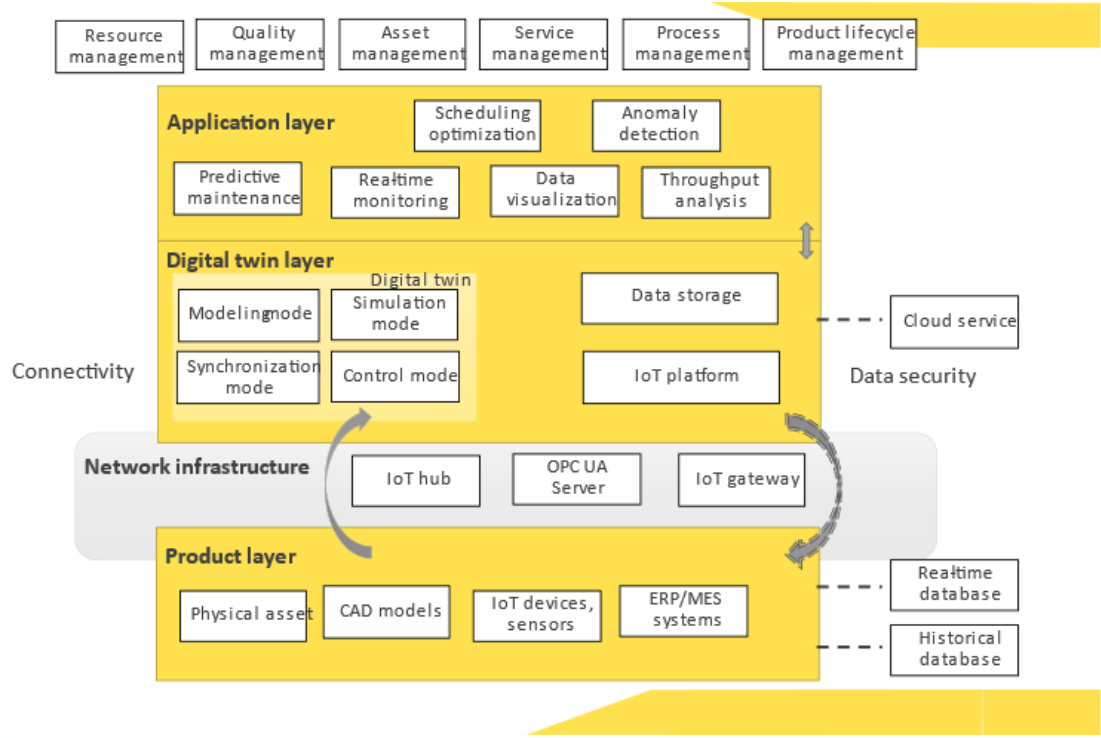 Resource
management
Quality
management
Asset
management
Service
management
Process
management
Product lifecycle
management
Application layer
Scheduling
optimization
Anomaly
detection
Predictive
maintenance
Real-time
monitoring
Data
visualization
Throughput
analysis
Digital twin layer
Digital twin
Modelingnode
Simulation
mode
Synchronization
mode
Control mode
Data storage
IoT platform
Cloud service
Connectivity
Data security
Network infrastructure
IoT hub
OPC UA
Server
IoT gateway
Product layer
Physical asset
CAD models
IoT devices,
sensors
ERP/MES
systems
Real-time
database
Historical
database